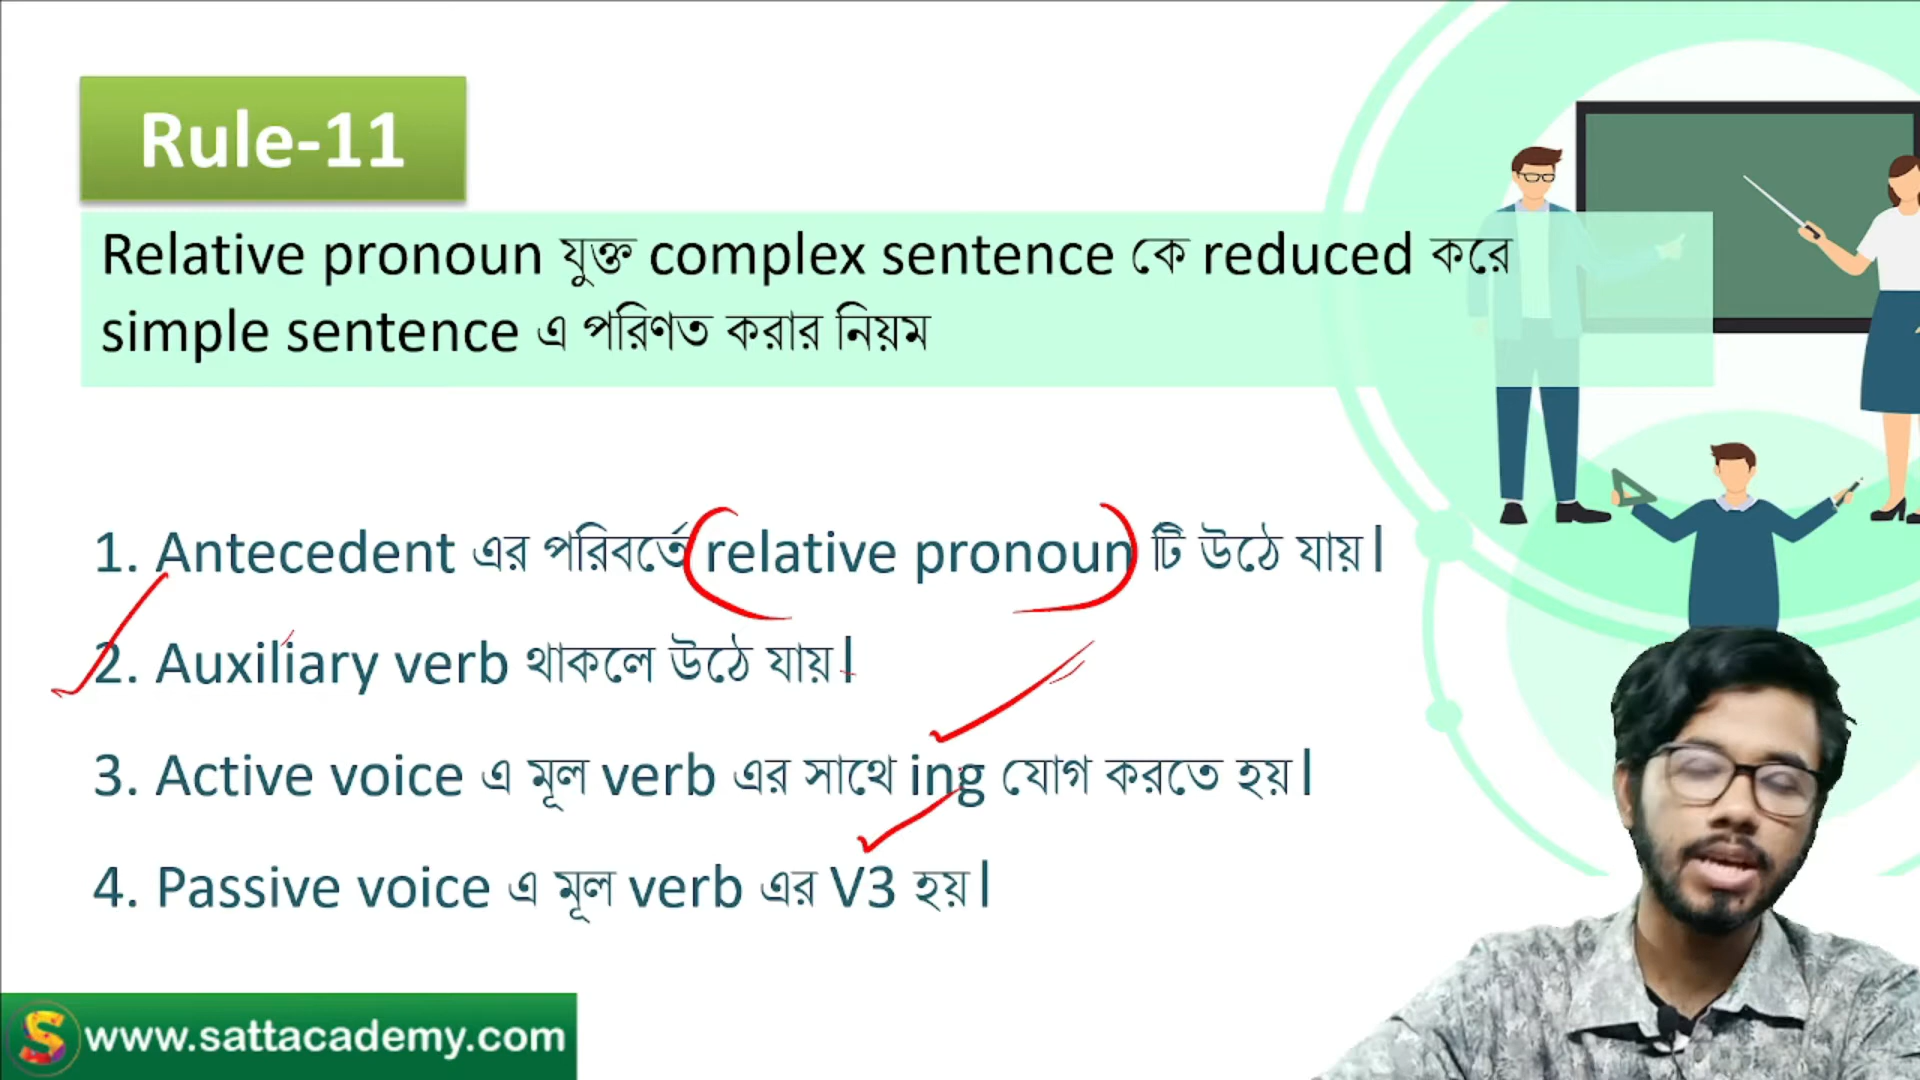 Rule-11
Relative pronoun যুক্ত complex sentence কে reduced করে
simple sentence এ পরিণত করার নিয়ম
1. Antecedent এর পরিবর্তে relative pronoun টি উঠে যায়।
2. Auxiliary verb থাকলে উঠে যায়।
3. Active voice এ মূল verb এর সাথে ing যোগ করতে হয়।
4. Passive voice এ মূল verb এর V3 হয়।
S www.sattacademy.com